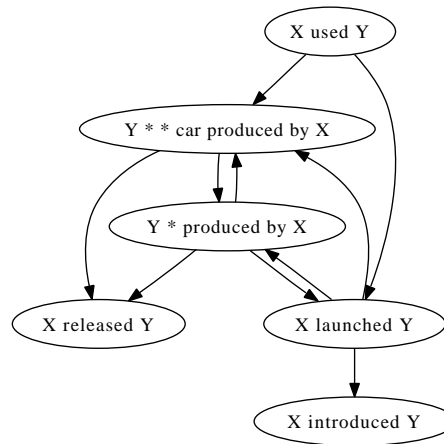 X used Y
Y * * car produced by X
Y * produced by X
X released Y
X launched Y
X introduced Y